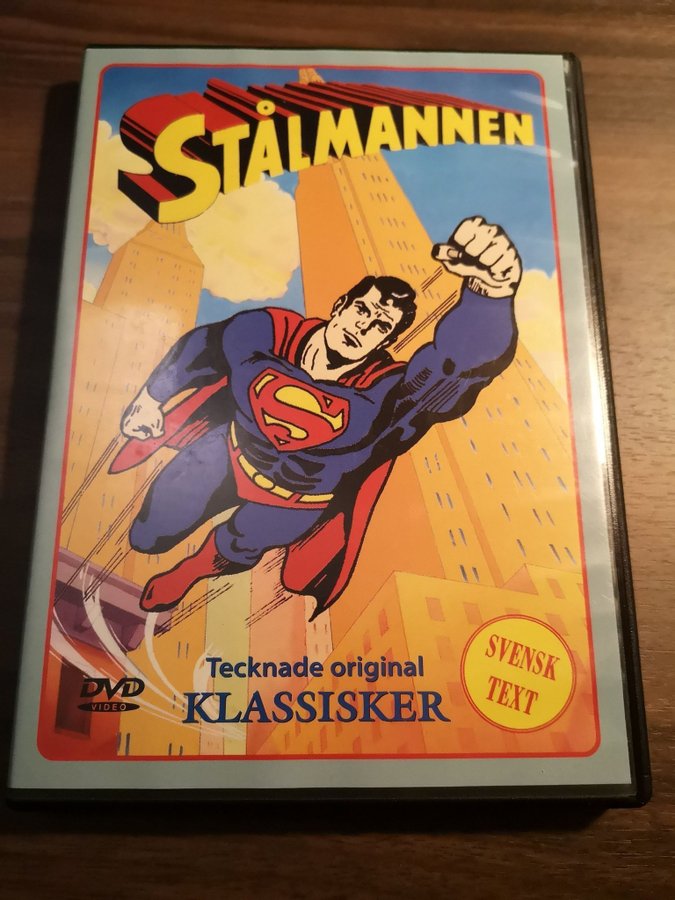 STÅLMANNEN
Tecknade original
KLASSISKER
DVD
VIDEO
SVENSK
TEXT
S